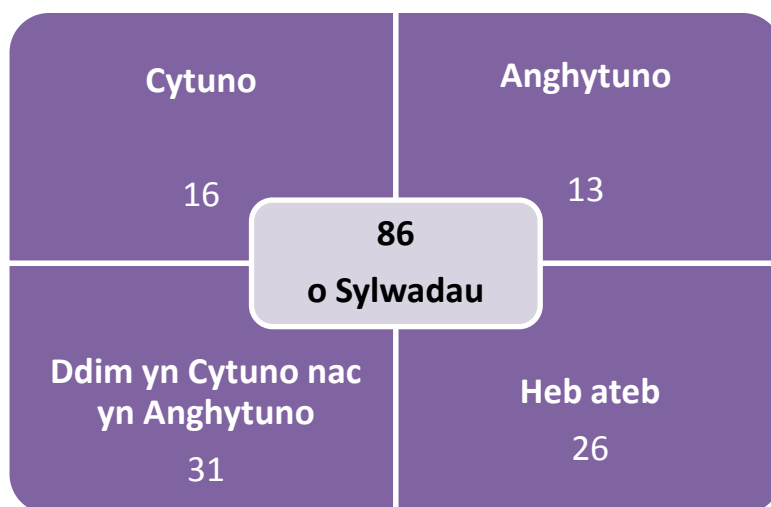 Cytuno
16
Anghytuno
13
86
o Sylwadau
Ddim yn Cytuno nac
yn Anghytuno
31
Heb ateb
26